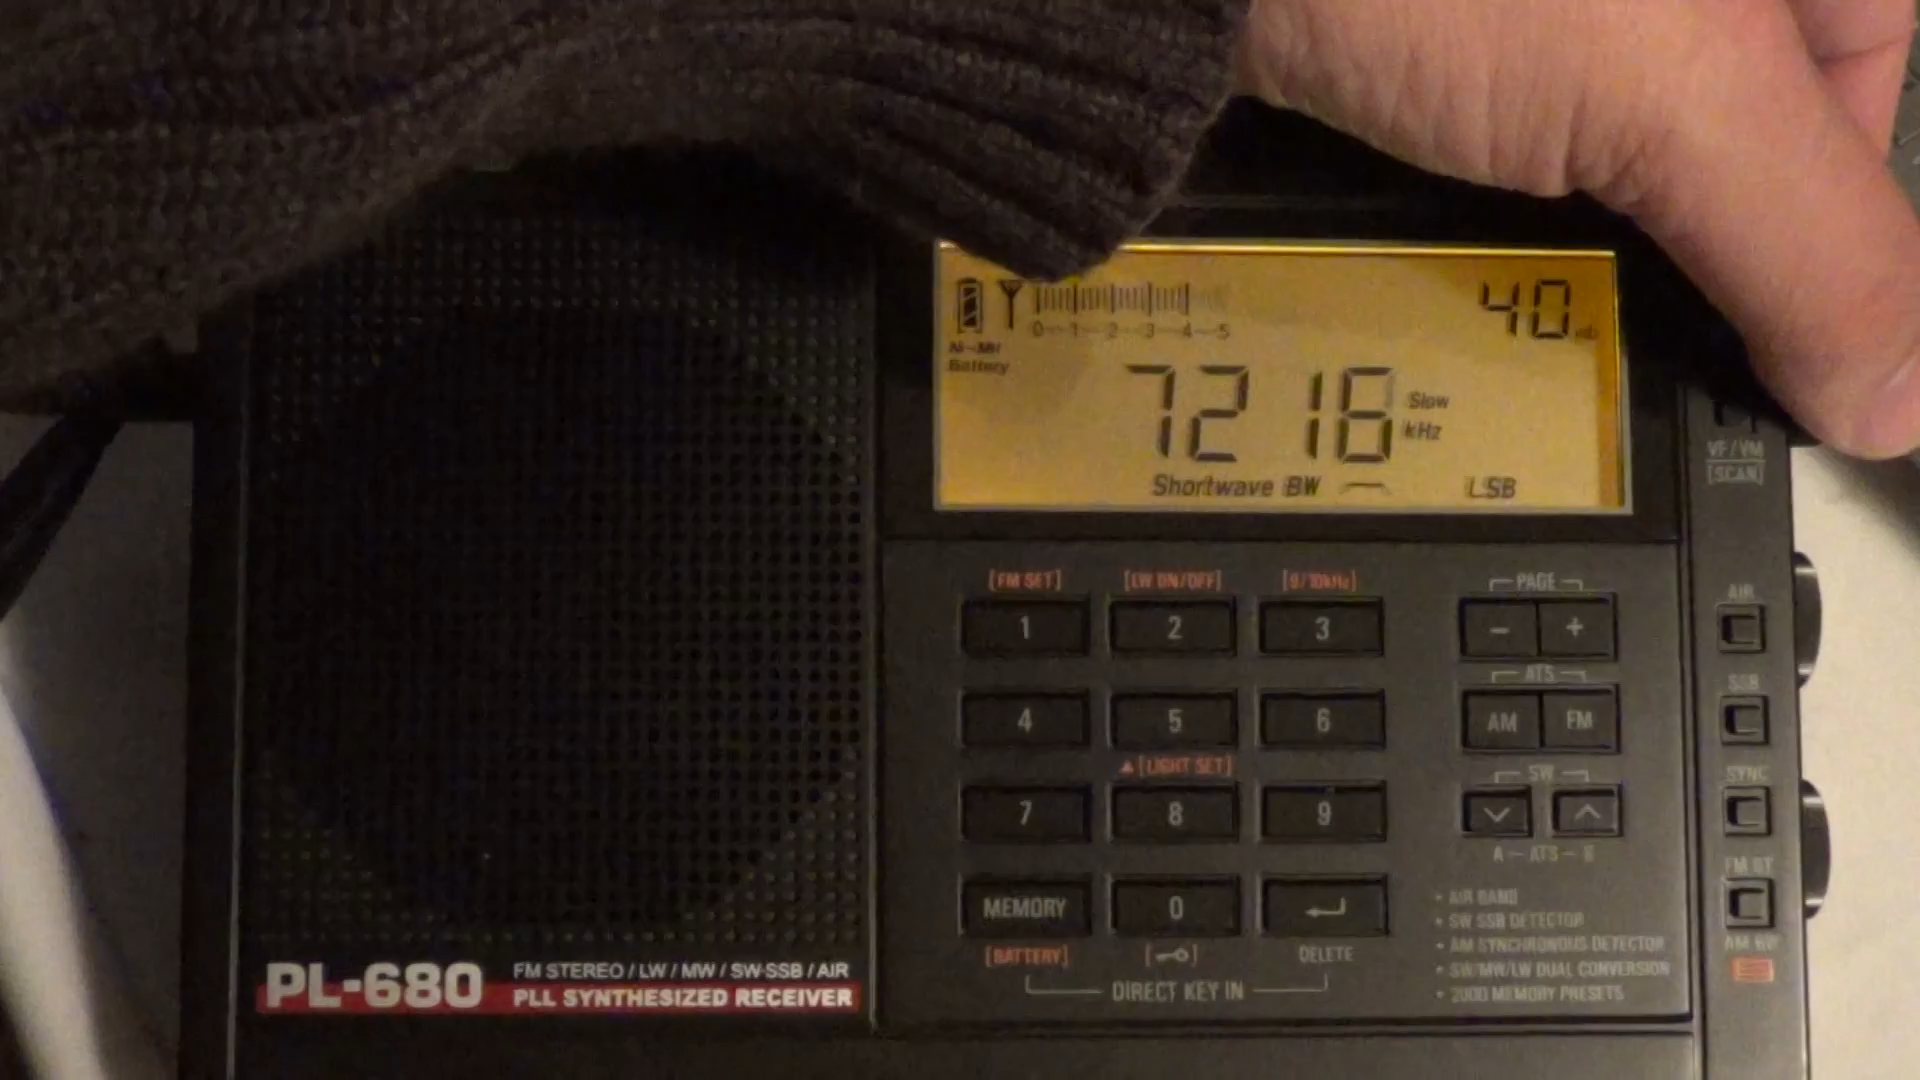 40 mb
0 1 2 3 4 5
Ni-MH
Battery
7216
Slow
kHz
Shortwave BW
LSB
VF/VM
[SCAN]
[FM SET] [LW ON/OFF] [9/10kHz]
1 2 3
PAGE
- +
AIR
ATS
4 5 6
AM FM
SSB
[LIGHT SET]
SW
7 8 9
SYNC
A ATS B
MEMORY 0
FM ST
[BATTERY]
DELETE
DIRECT KEY IN
• AIR BAND
• SW SSB DETECTOR
• AM SYNCHRONOUS DETECTOR
• SW/MW/LW DUAL CONVERSION
• 2000 MEMORY PRESETS
AM BW
PL-680
FM STEREO / LW / MW / SW-SSB / AIR
PLL SYNTHESIZED RECEIVER